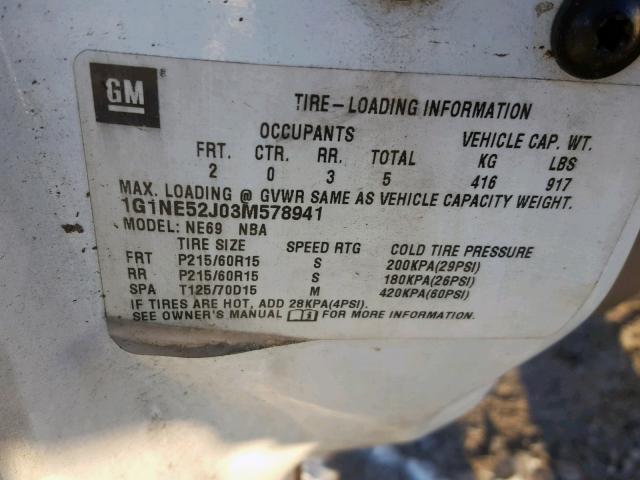 GM ®
TIRE-LOADING INFORMATION
OCCUPANTS VEHICLE CAP. WT.
FRT. CTR. RR. TOTAL KG LBS
2 0 3 5 416 917
MAX. LOADING @ GVWR SAME AS VEHICLE CAPACITY WEIGHT.
1G1NE52J03M578941
MODEL: NE69 NBA
TIRE SIZE SPEED RTG COLD TIRE PRESSURE
FRT P215/60R15 S 200KPA(29PSI)
RR P215/60R15 S 180KPA(26PSI)
SPA T125/70D15 M 420KPA(60PSI)
IF TIRES ARE HOT, ADD 28KPA(4PSI).
SEE OWNER'S MANUAL FOR MORE INFORMATION.